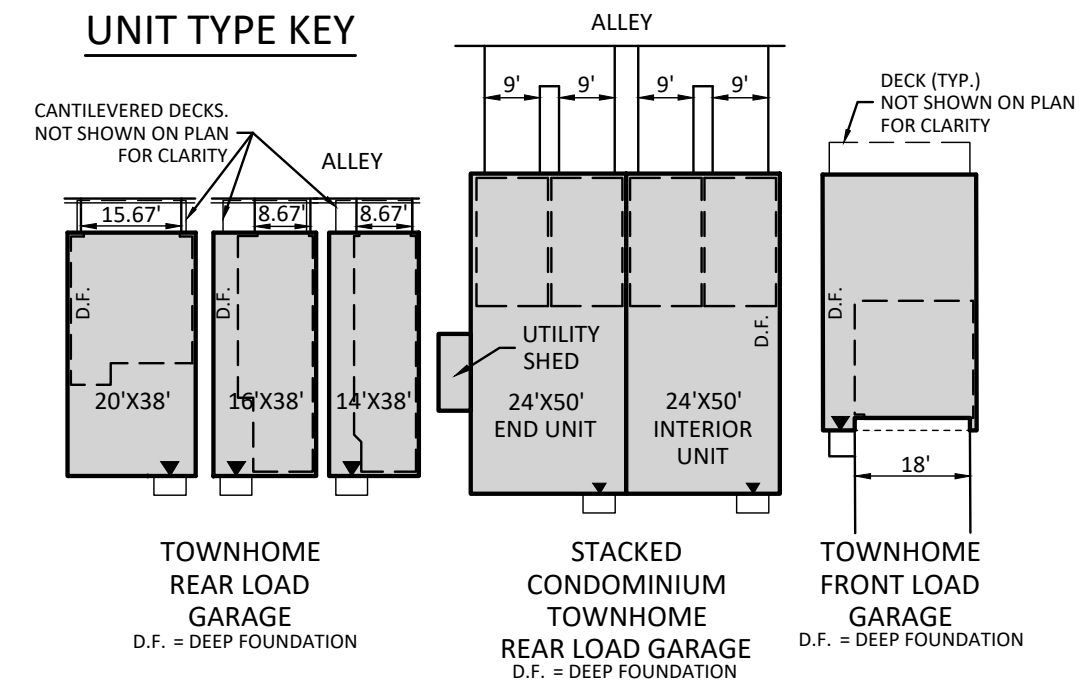 UNIT TYPE KEY
CANTILEVERED DECKS.
NOT SHOWN ON PLAN
FOR CLARITY
ALLEY
15.67'
8.67'
8.67'
D.F.
D.F.
20'X38'
16'X38'
14'X38'
TOWNHOME
REAR LOAD
GARAGE
D.F. = DEEP FOUNDATION
ALLEY
9'
9'
9'
9'
D.F.
UTILITY
SHED
24'X50'
END UNIT
24'X50'
INTERIOR
UNIT
STACKED
CONDOMINIUM
TOWNHOME
REAR LOAD GARAGE
D.F. = DEEP FOUNDATION
DECK (TYP.)
NOT SHOWN ON PLAN
FOR CLARITY
D.F.
18'
TOWNHOME
FRONT LOAD
GARAGE
D.F. = DEEP FOUNDATION